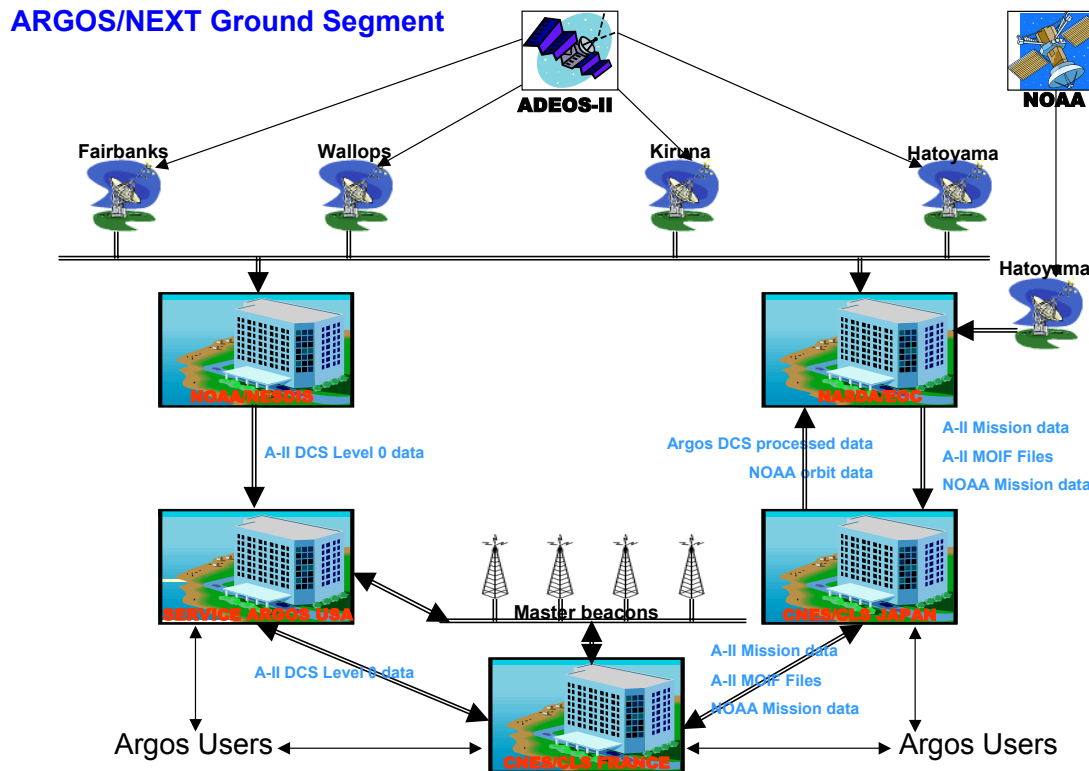 ARGOS/NEXT Ground Segment
ADEOS-II
NOAA
Fairbanks
Wallops
Kiruna
Hatoyama
Hatoyama
NOAA/NESDIS
NASDA/EOC
A-II DCS Level 0 data
Argos DCS processed data
NOAA orbit data
A-II Mission data
A-II MOIF Files
NOAA Mission data
SERVICE ARGOS USA
Master beacons
CNES/CLS JAPAN
A-II DCS Level 0 data
A-II Mission data
A-II MOIF Files
NOAA Mission data
Argos Users
CNES/CLS FRANCE
Argos Users